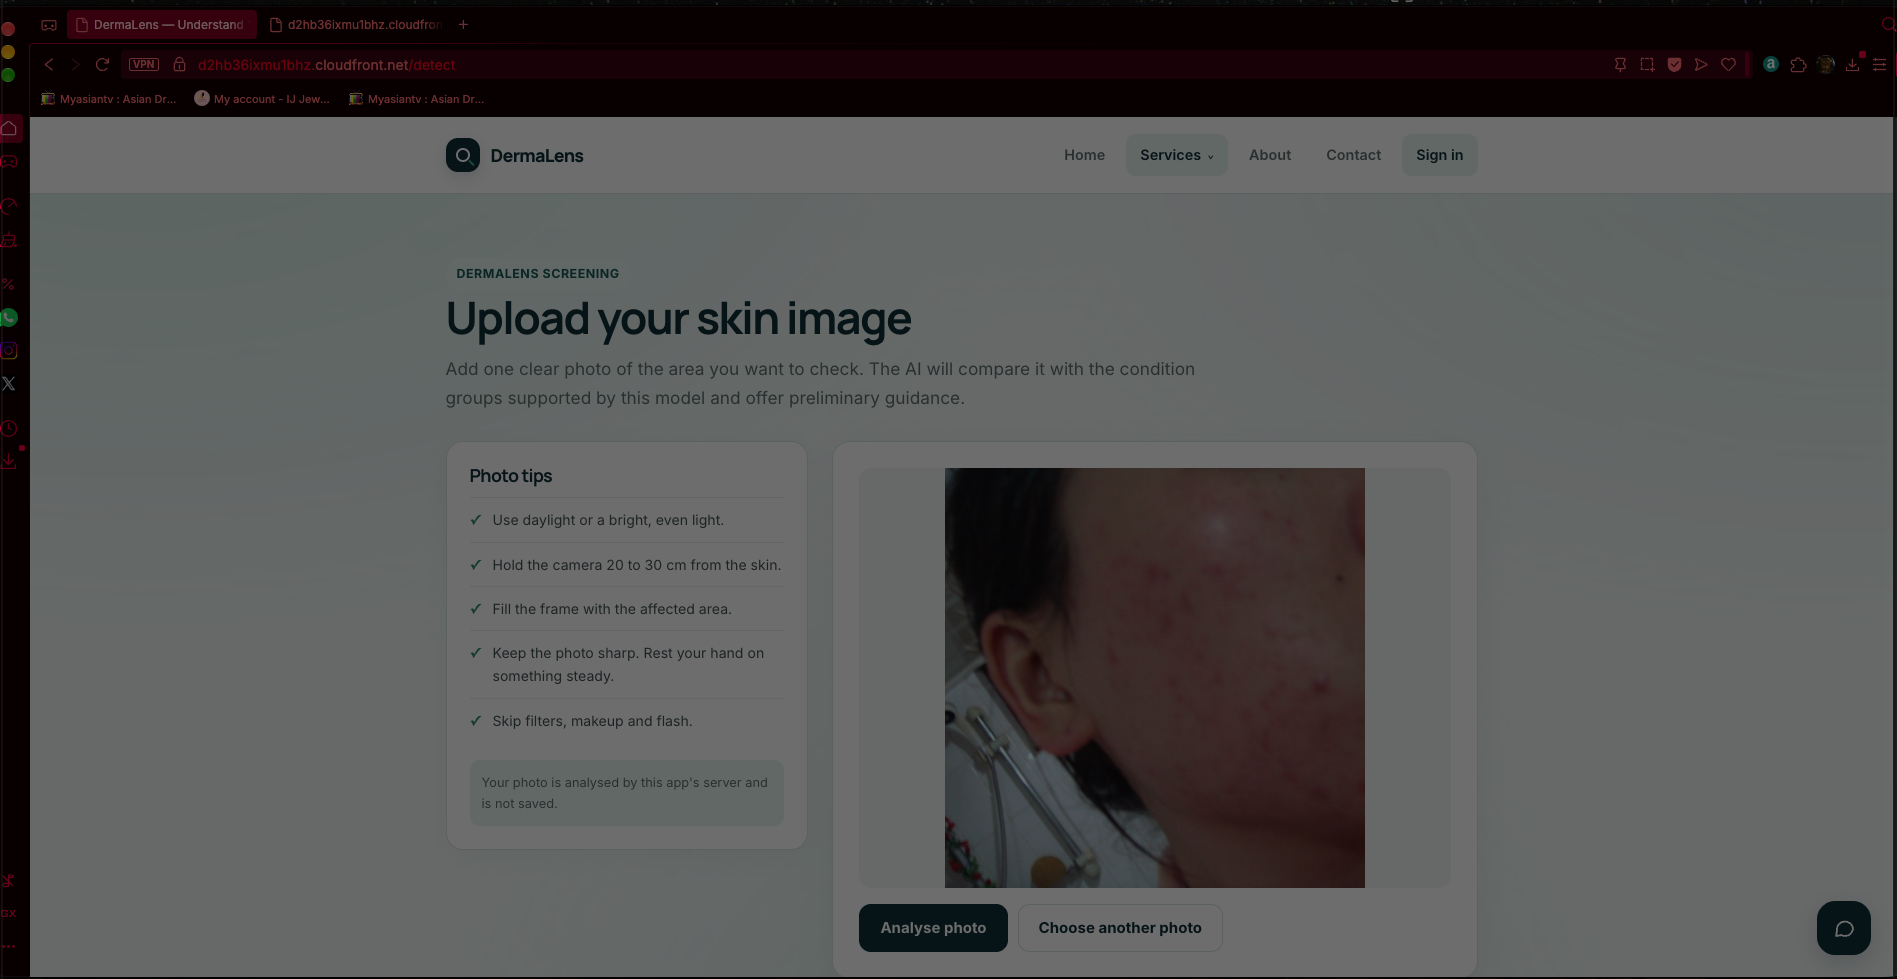 DermaLens — Understand
d2hb36ixmu1bhz.cloudfron
VPN
d2hb36ixmu1bhz.cloudfront.net/detect
Myasiantv : Asian Dr...
My account - IJ Jew...
Myasiantv : Asian Dr...
DermaLens
Home
Services
About
Contact
Sign in
DERMALENS SCREENING
Upload your skin image
Add one clear photo of the area you want to check. The AI will compare it with the condition
groups supported by this model and offer preliminary guidance.
Photo tips
Use daylight or a bright, even light.
Hold the camera 20 to 30 cm from the skin.
Fill the frame with the affected area.
Keep the photo sharp. Rest your hand on
something steady.
Skip filters, makeup and flash.
Your photo is analysed by this app's server and
is not saved.
Analyse photo
Choose another photo
GX